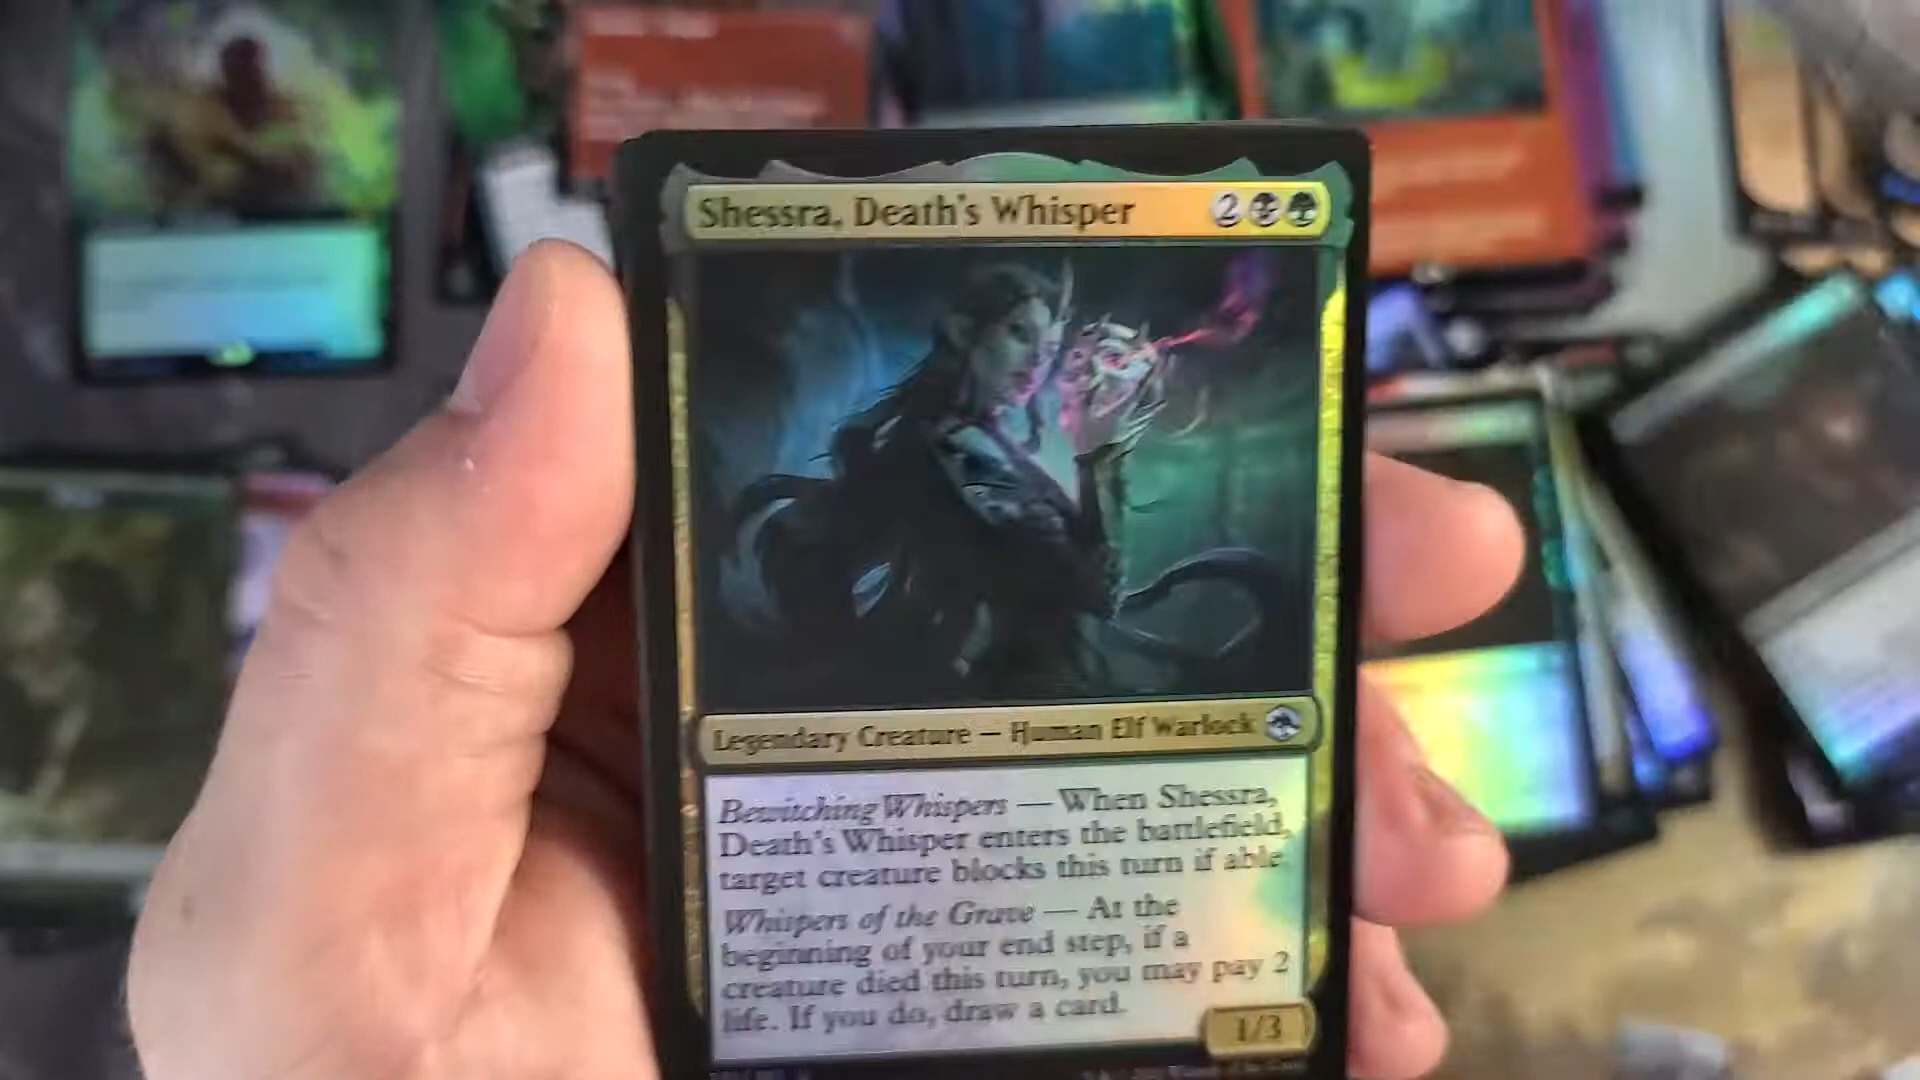 Shessra, Death's Whisper 2
Legendary Creature — Human Elf Warlock
Bewitching Whispers — When Shessra,
Death's Whisper enters the battlefield,
target creature blocks this turn if able
Whispers of the Grave — At the
beginning of your end step, if a
creature died this turn, you may pay 2
life. If you do, draw a card.
1/3